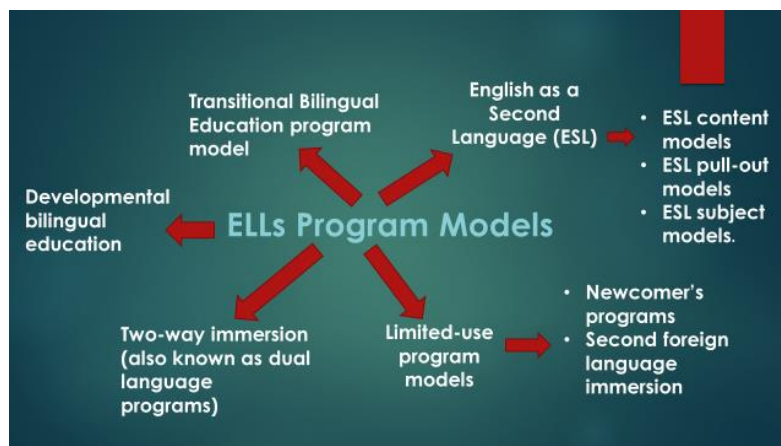 Transitional Bilingual
Education program
model
English as a
Second
Language (ESL)
• ESL content
models
• ESL pull-out
models
• ESL subject
models.
Developmental
bilingual
education
ELLs Program Models
Two-way immersion
(also known as dual
language
programs)
Limited-use
program
models
• Newcomer's
programs
• Second foreign
language
immersion